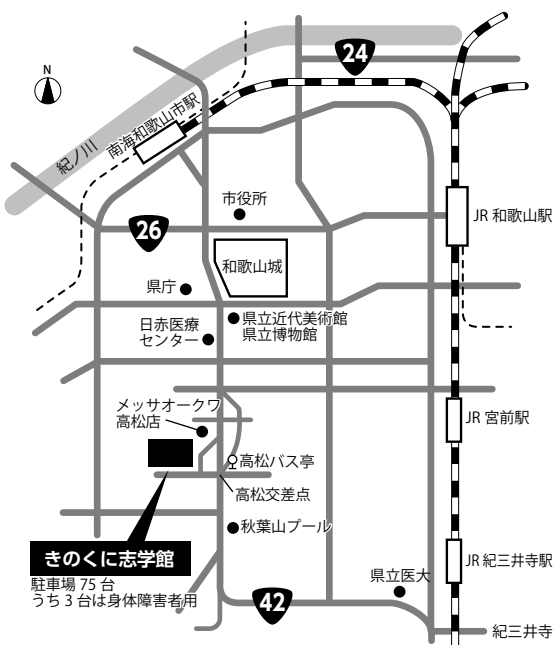 24
N
南海和歌山市駅
紀ノ川
市役所
JR 和歌山駅
26
和歌山城
県庁
県立近代美術館
県立博物館
日赤医療
センター
メッサオークワ
高松店
JR 宮前駅
高松バス亭
高松交差点
秋葉山プール
きのくに志学館
駐車場 75 台
うち 3 台は身体障害者用
JR 紀三井寺駅
県立医大
42
紀三井寺